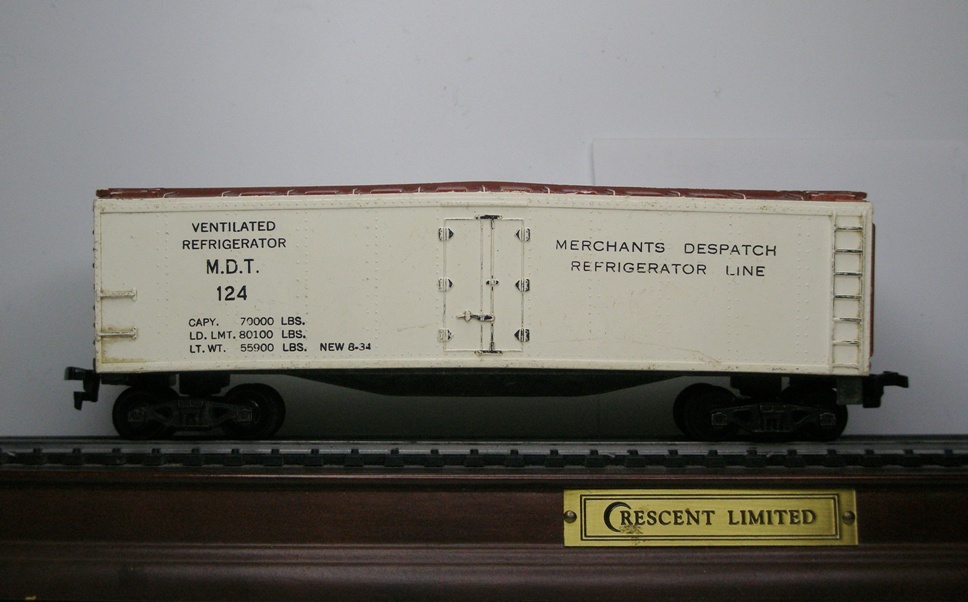 VENTILATED
REFRIGERATOR
M.D.T.
124
CAPY. 70000 LBS.
LD. LMT. 80100 LBS.
LT. WT. 55900 LBS. NEW 8-34
MERCHANTS DESPATCH
REFRIGERATOR LINE
CRESCENT LIMITED